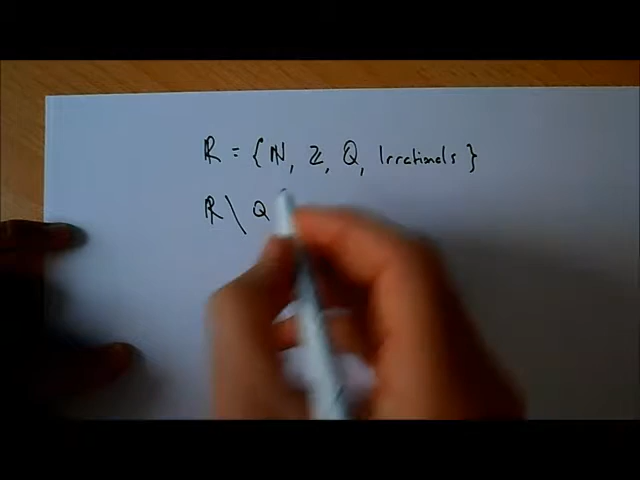 ℝ = {ℕ, ℤ, ℚ, Irrationals}
ℝ \ ℚ